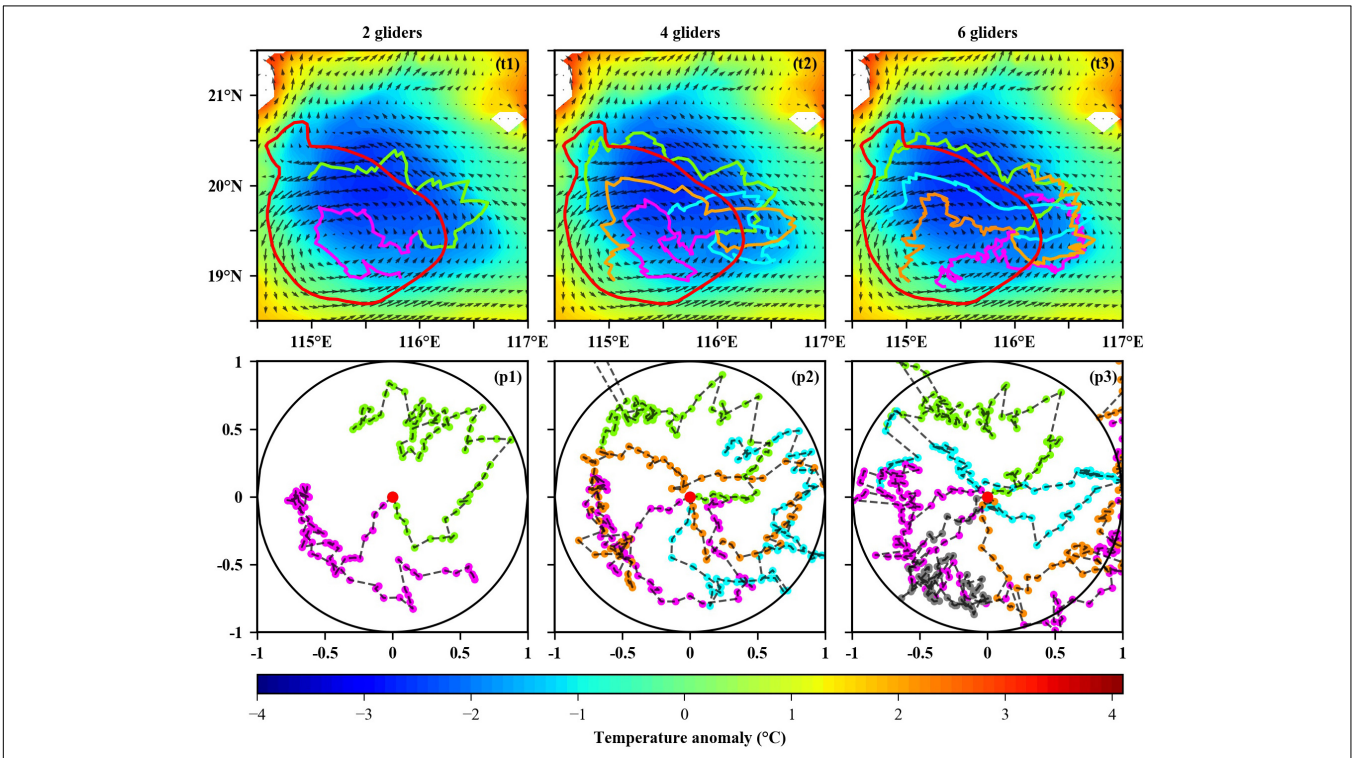 2 gliders 4 gliders 6 gliders
(t1) (t2) (t3)
21°N
20°N
19°N
115°E 116°E 117°E 115°E 116°E 117°E 115°E 116°E 117°E
1 (p1) (p2) (p3)
0.5
0
-0.5
-1
-1 -0.5 0 0.5 1 -1 -0.5 0 0.5 1 -1 -0.5 0 0.5 1
−4 −3 −2 −1 0 1 2 3 4
Temperature anomaly (°C)